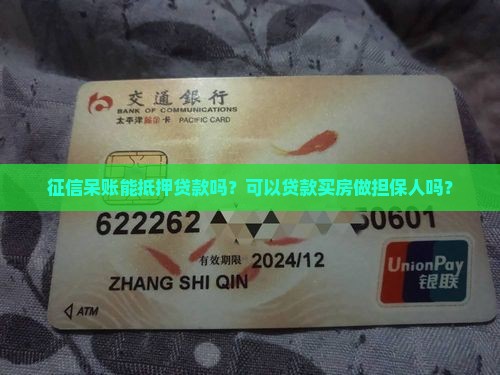 交通銀行
BANK OF COMMUNICATIONS
太平洋 卡 PACIFIC CARD
征信呆账能抵押贷款吗？可以贷款买房做担保人吗？
622262 0601
有效期限 2024/12
ZHANG SHI QIN
UnionPay
银联
ATM